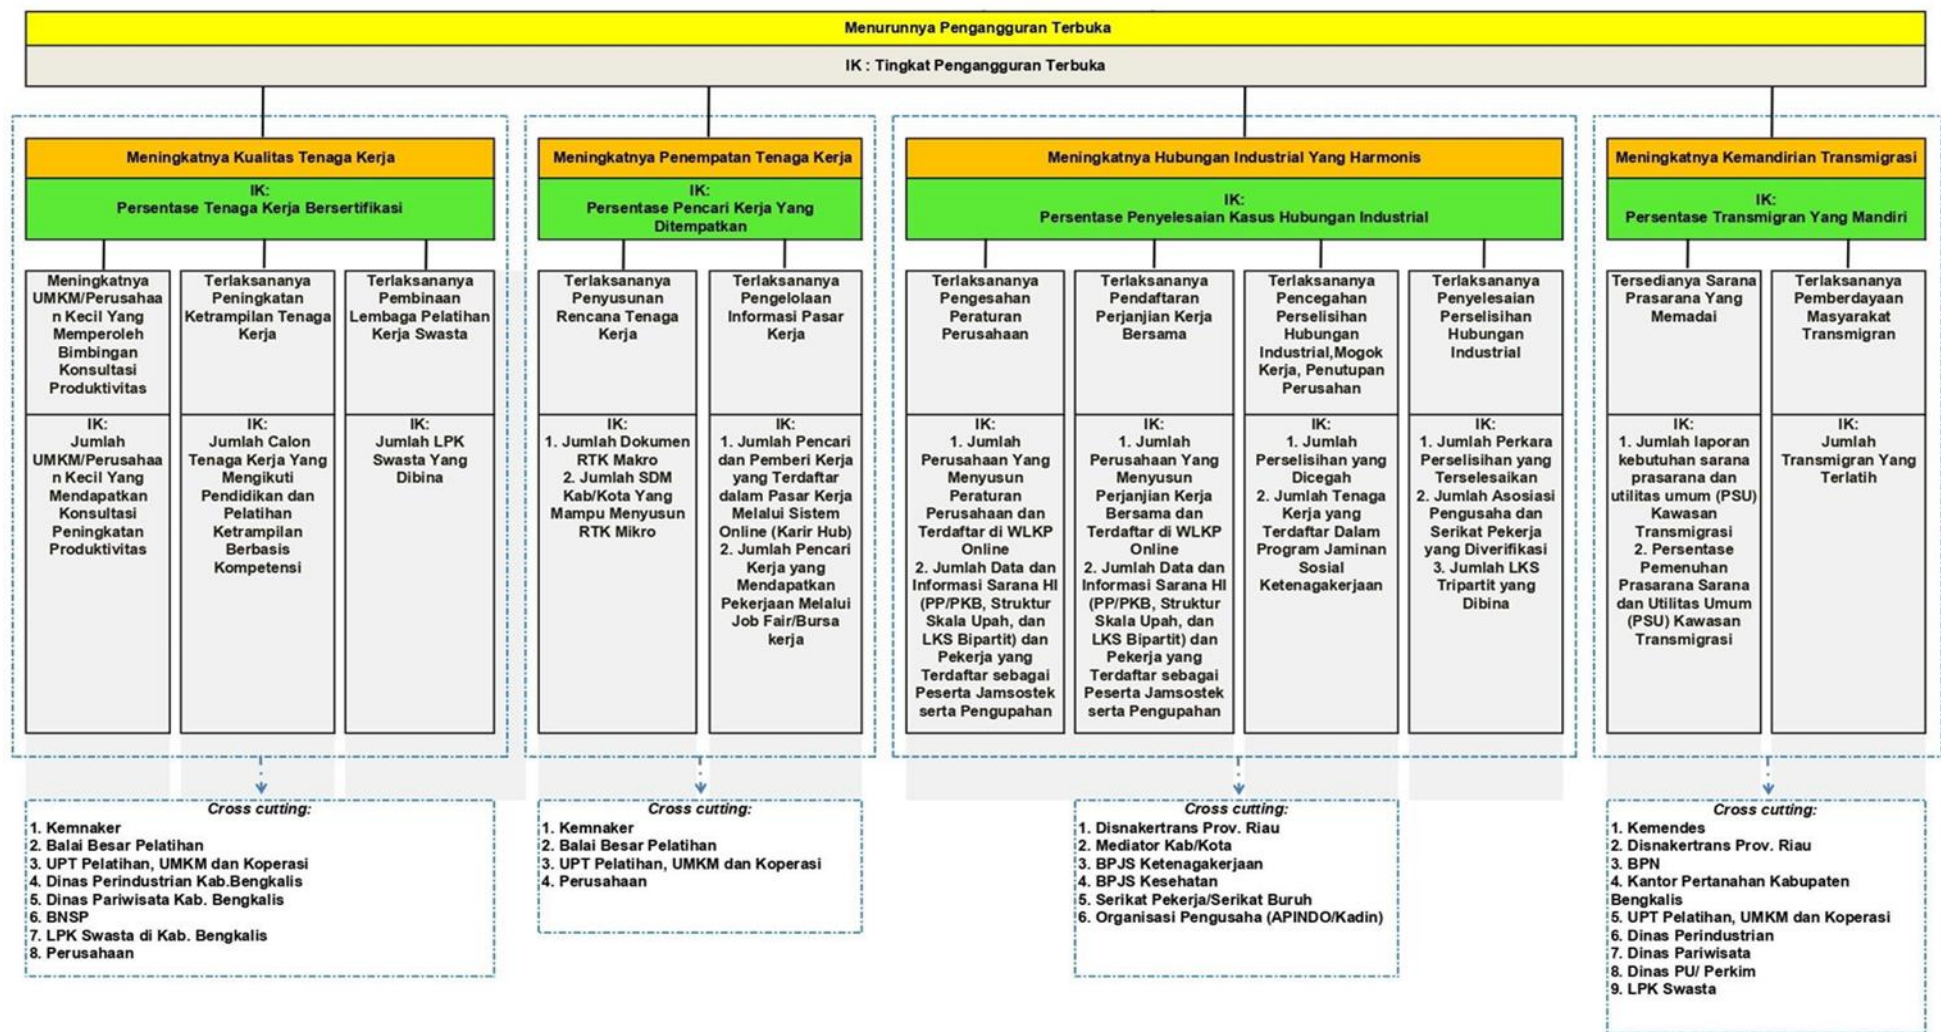 Menurunnya Pengangguran Terbuka
IK : Tingkat Pengangguran Terbuka
Meningkatnya Kualitas Tenaga Kerja
IK:
Persentase Tenaga Kerja Bersertifikasi
Meningkatnya
UMKM/Perusahaa
n Kecil Yang
Memperoleh
Bimbingan
Konsultasi
Produktivitas
IK:
Jumlah
UMKM/Perusahaa
n Kecil Yang
Mendapatkan
Konsultasi
Peningkatan
Produktivitas
Terlaksananya
Peningkatan
Ketrampilan Tenaga
Kerja
IK:
Jumlah Calon
Tenaga Kerja Yang
Mengikuti
Pendidikan dan
Pelatihan
Ketrampilan
Berbasis
Kompetensi
Terlaksananya
Pembinaan
Lembaga Pelatihan
Kerja Swasta
IK:
Jumlah LPK
Swasta Yang
Dibina
Cross cutting:
1. Kemnaker
2. Balai Besar Pelatihan
3. UPT Pelatihan, UMKM dan Koperasi
4. Dinas Perindustrian Kab.Bengkalis
5. Dinas Pariwisata Kab. Bengkalis
6. BNSP
7. LPK Swasta di Kab. Bengkalis
8. Perusahaan
Meningkatnya Penempatan Tenaga Kerja
IK:
Persentase Pencari Kerja Yang
Ditempatkan
Terlaksananya
Penyusunan
Rencana Tenaga
Kerja
IK:
1. Jumlah Dokumen
RTK Makro
2. Jumlah SDM
Kab/Kota Yang
Mampu Menyusun
RTK Mikro
Terlaksananya
Pengelolaan
Informasi Pasar
Kerja
IK:
1. Jumlah Pencari
dan Pemberi Kerja
yang Terdaftar
dalam Pasar Kerja
Melalui Sistem
Online (Karir Hub)
2. Jumlah Pencari
Kerja yang
Mendapatkan
Pekerjaan Melalui
Job Fair/Bursa
kerja
Cross cutting:
1. Kemnaker
2. Balai Besar Pelatihan
3. UPT Pelatihan, UMKM dan Koperasi
4. Perusahaan
Meningkatnya Hubungan Industrial Yang Harmonis
IK:
Persentase Penyelesaian Kasus Hubungan Industrial
Terlaksananya
Pengesahan
Peraturan
Perusahaan
IK:
1. Jumlah
Perusahaan Yang
Menyusun
Peraturan
Perusahaan dan
Terdaftar di WLKP
Online
2. Jumlah Data dan
Informasi Sarana HI
(PP/PKB, Struktur
Skala Upah, dan
LKS Bipartit) dan
Pekerja yang
Terdaftar sebagai
Peserta Jamsostek
serta Pengupahan
Terlaksananya
Pendaftaran
Perjanjian Kerja
Bersama
IK:
1. Jumlah
Perusahaan Yang
Menyusun
Perjanjian Kerja
Bersama dan
Terdaftar di WLKP
Online
2. Jumlah Data dan
Informasi Sarana HI
(PP/PKB, Struktur
Skala Upah, dan
LKS Bipartit) dan
Pekerja yang
Terdaftar sebagai
Peserta Jamsostek
serta Pengupahan
Terlaksananya
Pencegahan
Perselisihan
Hubungan
Industrial,Mogok
Kerja, Penutupan
Perusahan
IK:
1. Jumlah
Perselisihan yang
Dicegah
2. Jumlah Tenaga
Kerja yang
Terdaftar Dalam
Program Jaminan
Sosial
Ketenagakerjaan
Terlaksananya
Penyelesaian
Perselisihan
Hubungan
Industrial
IK:
1. Jumlah Perkara
Perselisihan yang
Terselesaikan
2. Jumlah Asosiasi
Pengusaha dan
Serikat Pekerja
yang Diverifikasi
3. Jumlah LKS
Tripartit yang
Dibina
Cross cutting:
1. Disnakertrans Prov. Riau
2. Mediator Kab/Kota
3. BPJS Ketenagakerjaan
4. BPJS Kesehatan
5. Serikat Pekerja/Serikat Buruh
6. Organisasi Pengusaha (APINDO/Kadin)
Meningkatnya Kemandirian Transmigrasi
IK:
Persentase Transmigran Yang Mandiri
Tersedianya Sarana
Prasarana Yang
Memadai
IK:
1. Jumlah laporan
kebutuhan sarana
prasarana dan
utilitas umum (PSU)
Kawasan
Transmigrasi
2. Persentase
Pemenuhan
Prasarana Sarana
dan Utilitas Umum
(PSU) Kawasan
Transmigrasi
Terlaksananya
Pemberdayaan
Masyarakat
Transmigran
IK:
Jumlah
Transmigran Yang
Terlatih
Cross cutting:
1. Kemendes
2. Disnakertrans Prov. Riau
3. BPN
4. Kantor Pertanahan Kabupaten
Bengkalis
5. UPT Pelatihan, UMKM dan Koperasi
6. Dinas Perindustrian
7. Dinas Pariwisata
8. Dinas PU/ Perkim
9. LPK Swasta